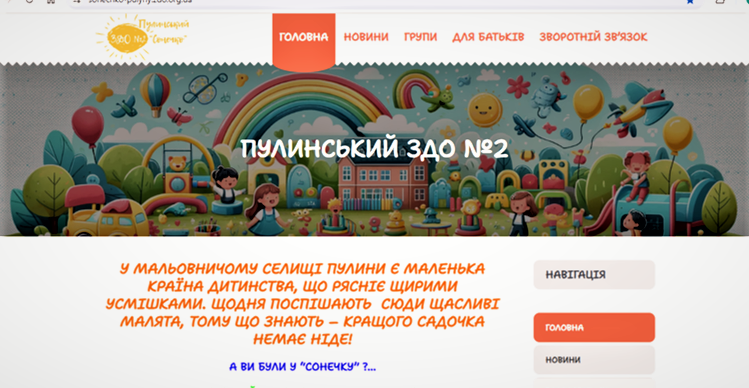 Пулинський
ЗДО №2 "Сонечко"
ГОЛОВНА НОВИНИ ГРУПИ ДЛЯ БАТЬКІВ ЗВОРОТНІЙ ЗВ'ЯЗОК
ПУЛИНСЬКИЙ ЗДО №2
У МАЛЬОВНИЧОМУ СЕЛИЩІ ПУЛИНИ Є МАЛЕНЬКА
КРАЇНА ДИТИНСТВА, ЩО РЯСНІЄ ЩИРИМИ
УСМІШКАМИ. ЩОДНЯ ПОСПІШАЮТЬ СЮДИ ЩАСЛИВІ
МАЛЯТА, ТОМУ ЩО ЗНАЮТЬ – КРАЩОГО САДОЧКА
НЕМАЄ НІДЕ!
А ВИ БУЛИ У "СОНЕЧКУ" ?...
НАВІГАЦІЯ
ГОЛОВНА
НОВИНИ